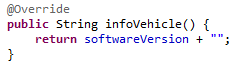 @Override
public String infoVehicle() {
    return softwareVersion + "";
}